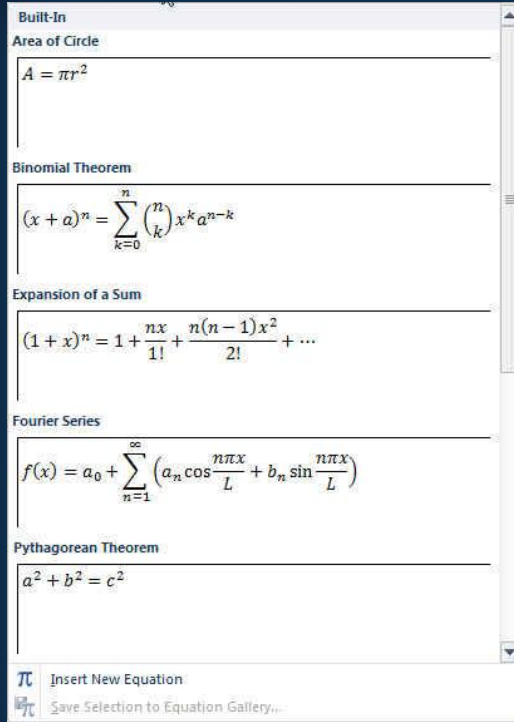 Built-In
Area of Circle
A = πr²
Binomial Theorem
(x + a)ⁿ = ∑ₖ₌₀ⁿ (n k) xᵏaⁿ⁻ᵏ
Expansion of a Sum
(1 + x)ⁿ = 1 + nx/1! + n(n − 1)x²/2! + ⋯
Fourier Series
f(x) = a₀ + ∑ₙ₌₁^∞ (aₙ cos nπx/L + bₙ sin nπx/L)
Pythagorean Theorem
a² + b² = c²
π Insert New Equation
π Save Selection to Equation Gallery...